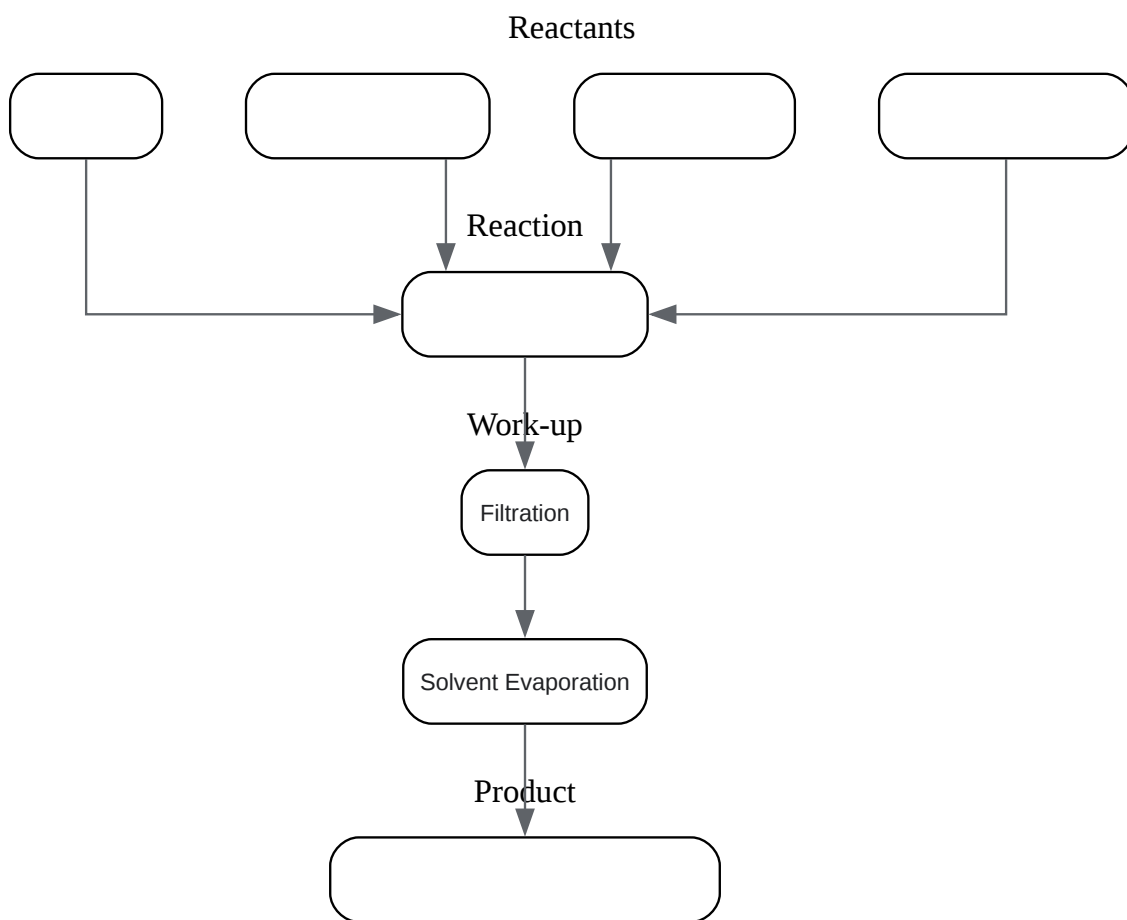 Reactants
Reaction
Work-up
Filtration
Solvent Evaporation
Product